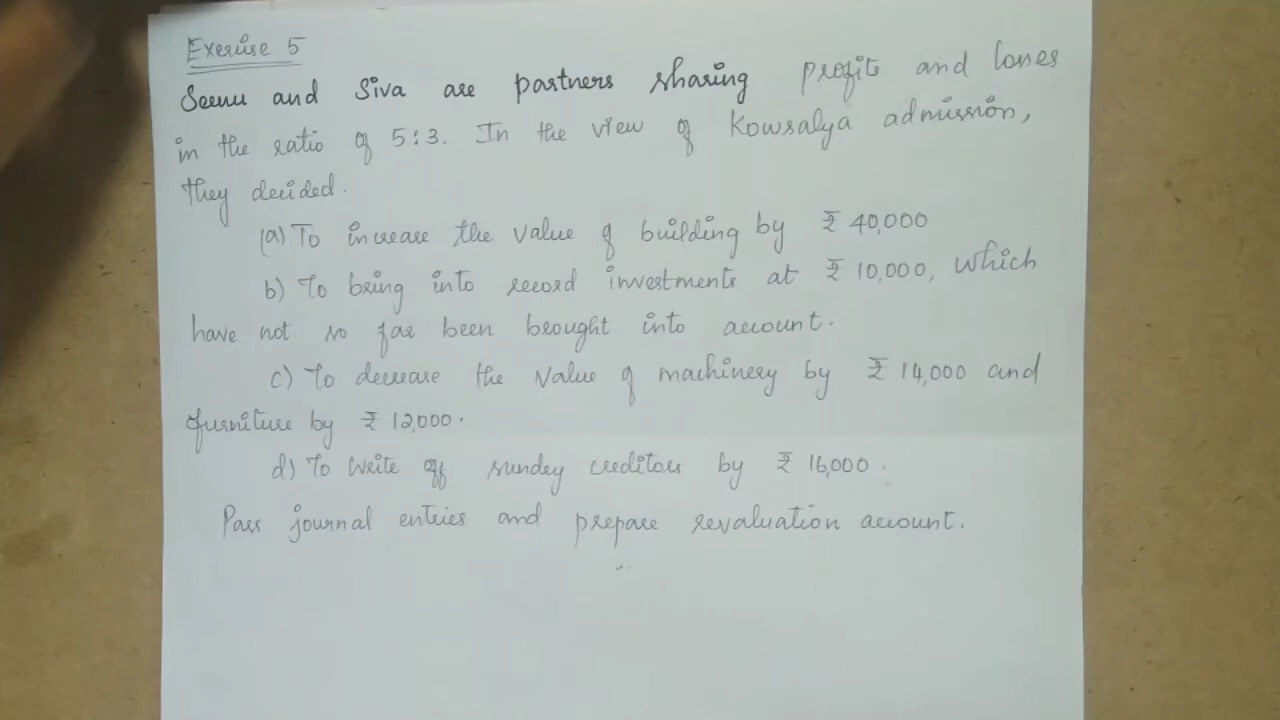 Exercise 5
Seenu and Siva are partners sharing profits and losses
in the ratio of 5:3. In the view of Kowsalya admission,
they decided.
(a) To increase the value of building by ₹ 40,000
b) To bring into record investments at ₹ 10,000, which
have not so far been brought into account.
c) To decrease the value of machinery by ₹ 14,000 and
furniture by ₹ 12,000.
d) To write off sundry creditors by ₹ 16,000.
Pass journal entries and prepare revaluation account.